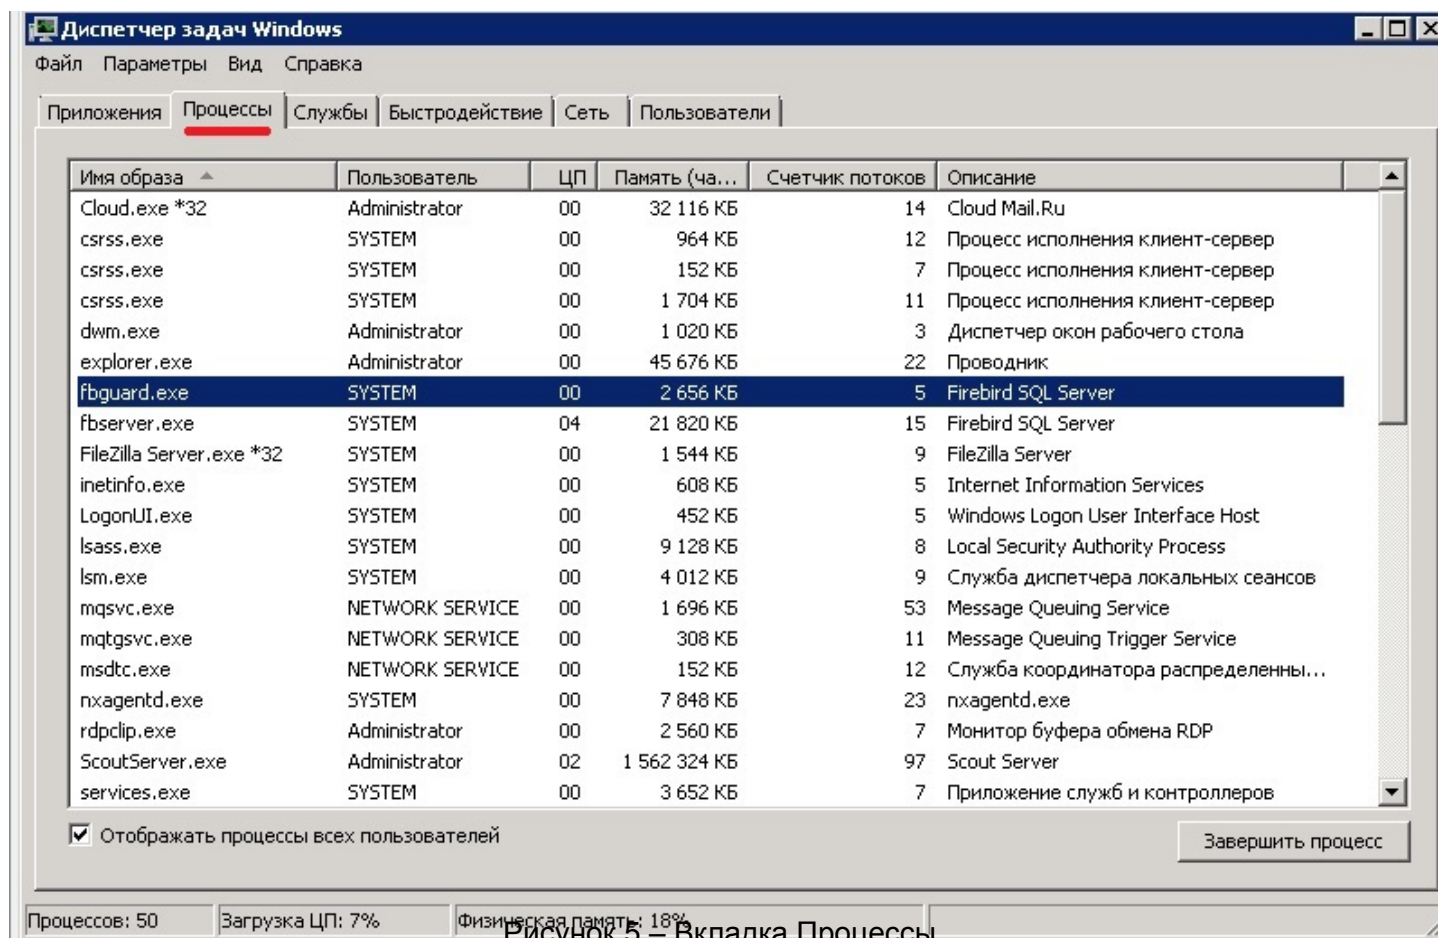 Диспетчер задач Windows
Файл Параметры Вид Справка
Приложения Процессы Службы Быстродействие Сеть Пользователи
Имя образа Пользователь ЦП Память (ча... Счетчик потоков Описание
Cloud.exe *32 Administrator 00 32 116 КБ 14 Cloud Mail.Ru
csrss.exe SYSTEM 00 964 КБ 12 Процесс исполнения клиент-сервер
csrss.exe SYSTEM 00 152 КБ 7 Процесс исполнения клиент-сервер
csrss.exe SYSTEM 00 1 704 КБ 11 Процесс исполнения клиент-сервер
dwm.exe Administrator 00 1 020 КБ 3 Диспетчер окон рабочего стола
explorer.exe Administrator 00 45 676 КБ 22 Проводник
fbguard.exe SYSTEM 00 2 656 КБ 5 Firebird SQL Server
fbserver.exe SYSTEM 04 21 820 КБ 15 Firebird SQL Server
FileZilla Server.exe *32 SYSTEM 00 1 544 КБ 9 FileZilla Server
inetinfo.exe SYSTEM 00 608 КБ 5 Internet Information Services
LogonUI.exe SYSTEM 00 452 КБ 5 Windows Logon User Interface Host
lsass.exe SYSTEM 00 9 128 КБ 8 Local Security Authority Process
lsm.exe SYSTEM 00 4 012 КБ 9 Служба диспетчера локальных сеансов
mqsvc.exe NETWORK SERVICE 00 1 696 КБ 53 Message Queuing Service
mqtgsvc.exe NETWORK SERVICE 00 308 КБ 11 Message Queuing Trigger Service
msdtc.exe NETWORK SERVICE 00 152 КБ 12 Служба координатора распределенны...
nxagentd.exe SYSTEM 00 7 848 КБ 23 nxagentd.exe
rdpclip.exe Administrator 00 2 560 КБ 7 Монитор буфера обмена RDP
ScoutServer.exe Administrator 02 1 562 324 КБ 97 Scout Server
services.exe SYSTEM 00 3 652 КБ 7 Приложение служб и контроллеров
Отображать процессы всех пользователей
Завершить процесс
Процессов: 50 Загрузка ЦП: 7% Физическая память: 18%
Рисунок 5 – Вкладка Процессы